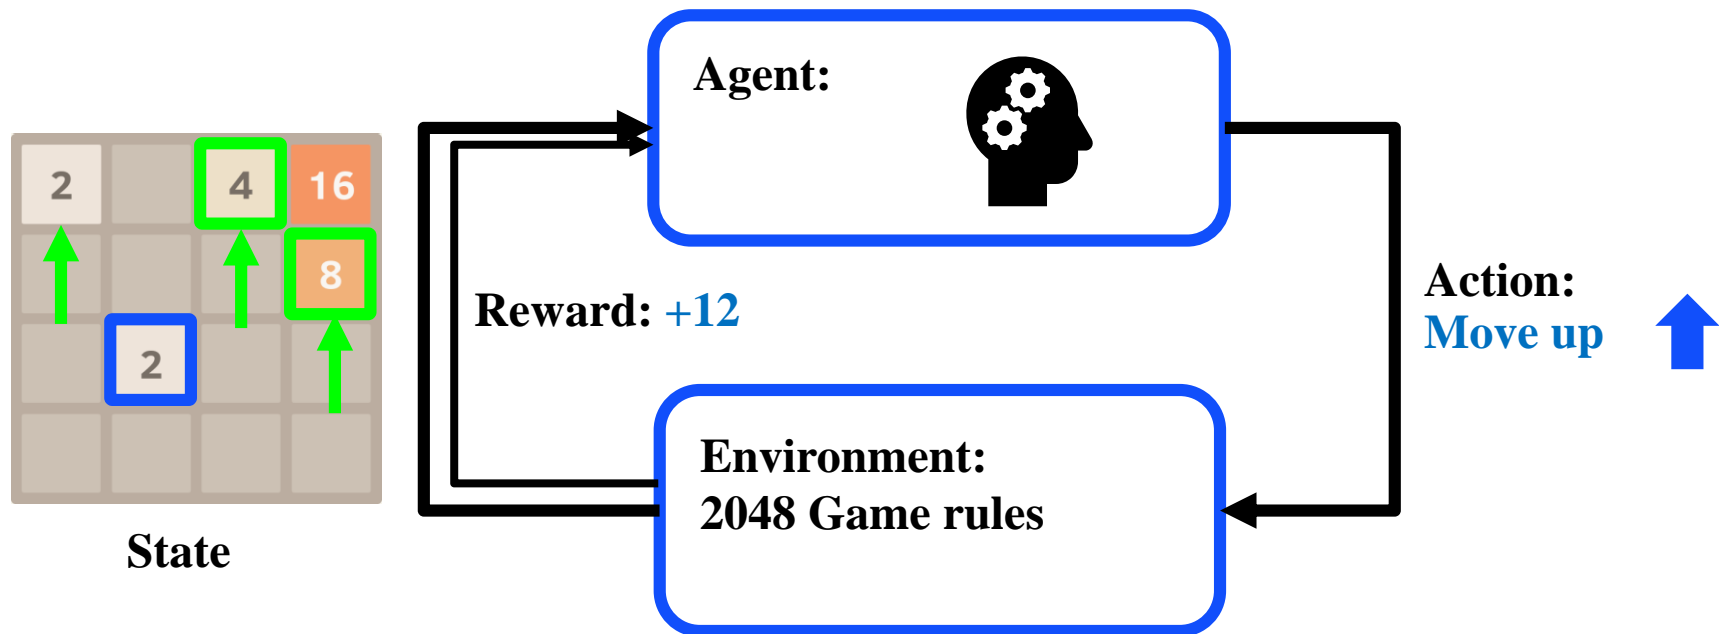 Agent:
2 4 16
8
2
State
Reward: +12
Action:
Move up
Environment:
2048 Game rules